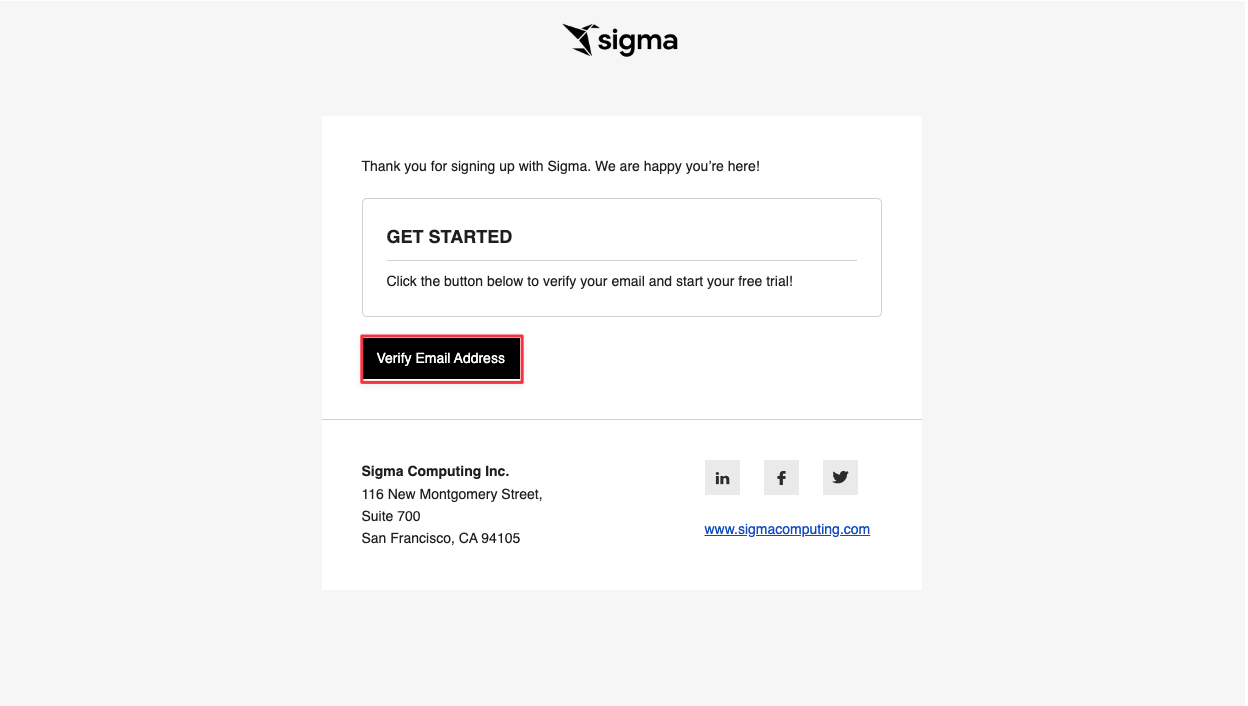 sigma
Thank you for signing up with Sigma. We are happy you’re here!
GET STARTED
Click the button below to verify your email and start your free trial!
Verify Email Address
Sigma Computing Inc.
116 New Montgomery Street,
Suite 700
San Francisco, CA 94105
in f
www.sigmacomputing.com